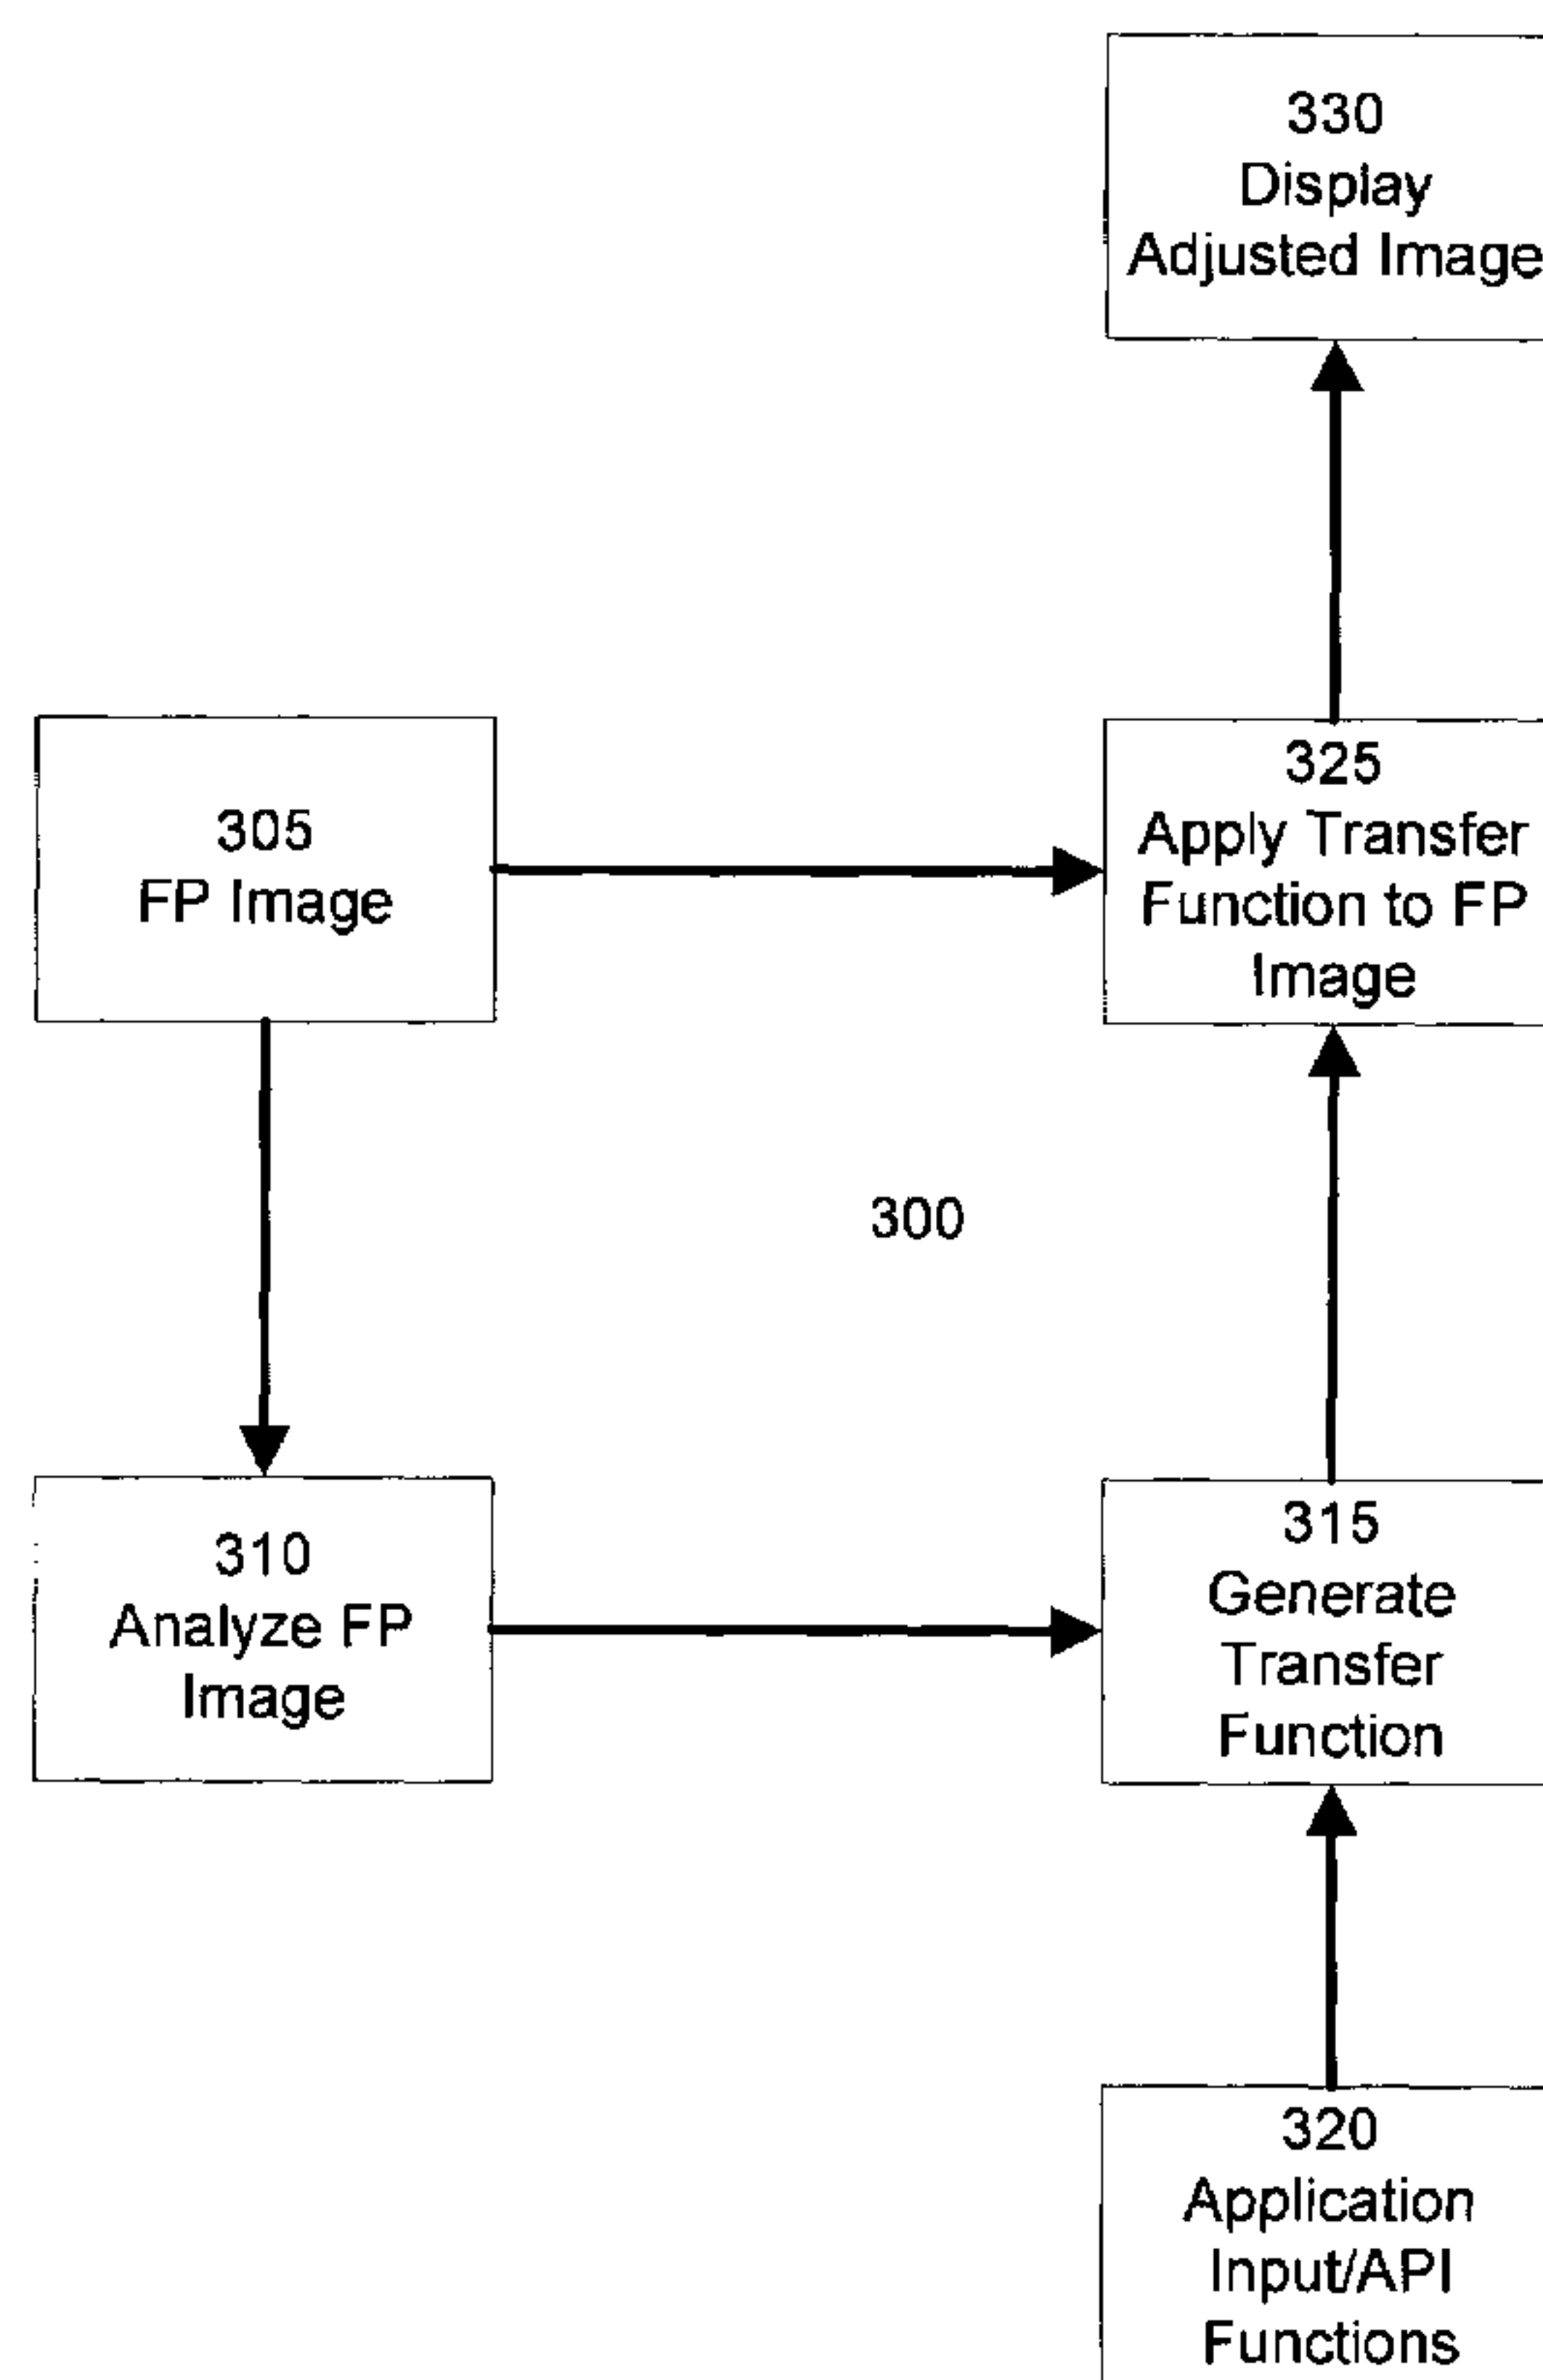 330
Display
Adjusted Image
305
FP Image
325
Apply Transfer
Function to FP
Image
300
310
Analyze FP
Image
315
Generate
Transfer
Function
320
Application
Input/API
Functions